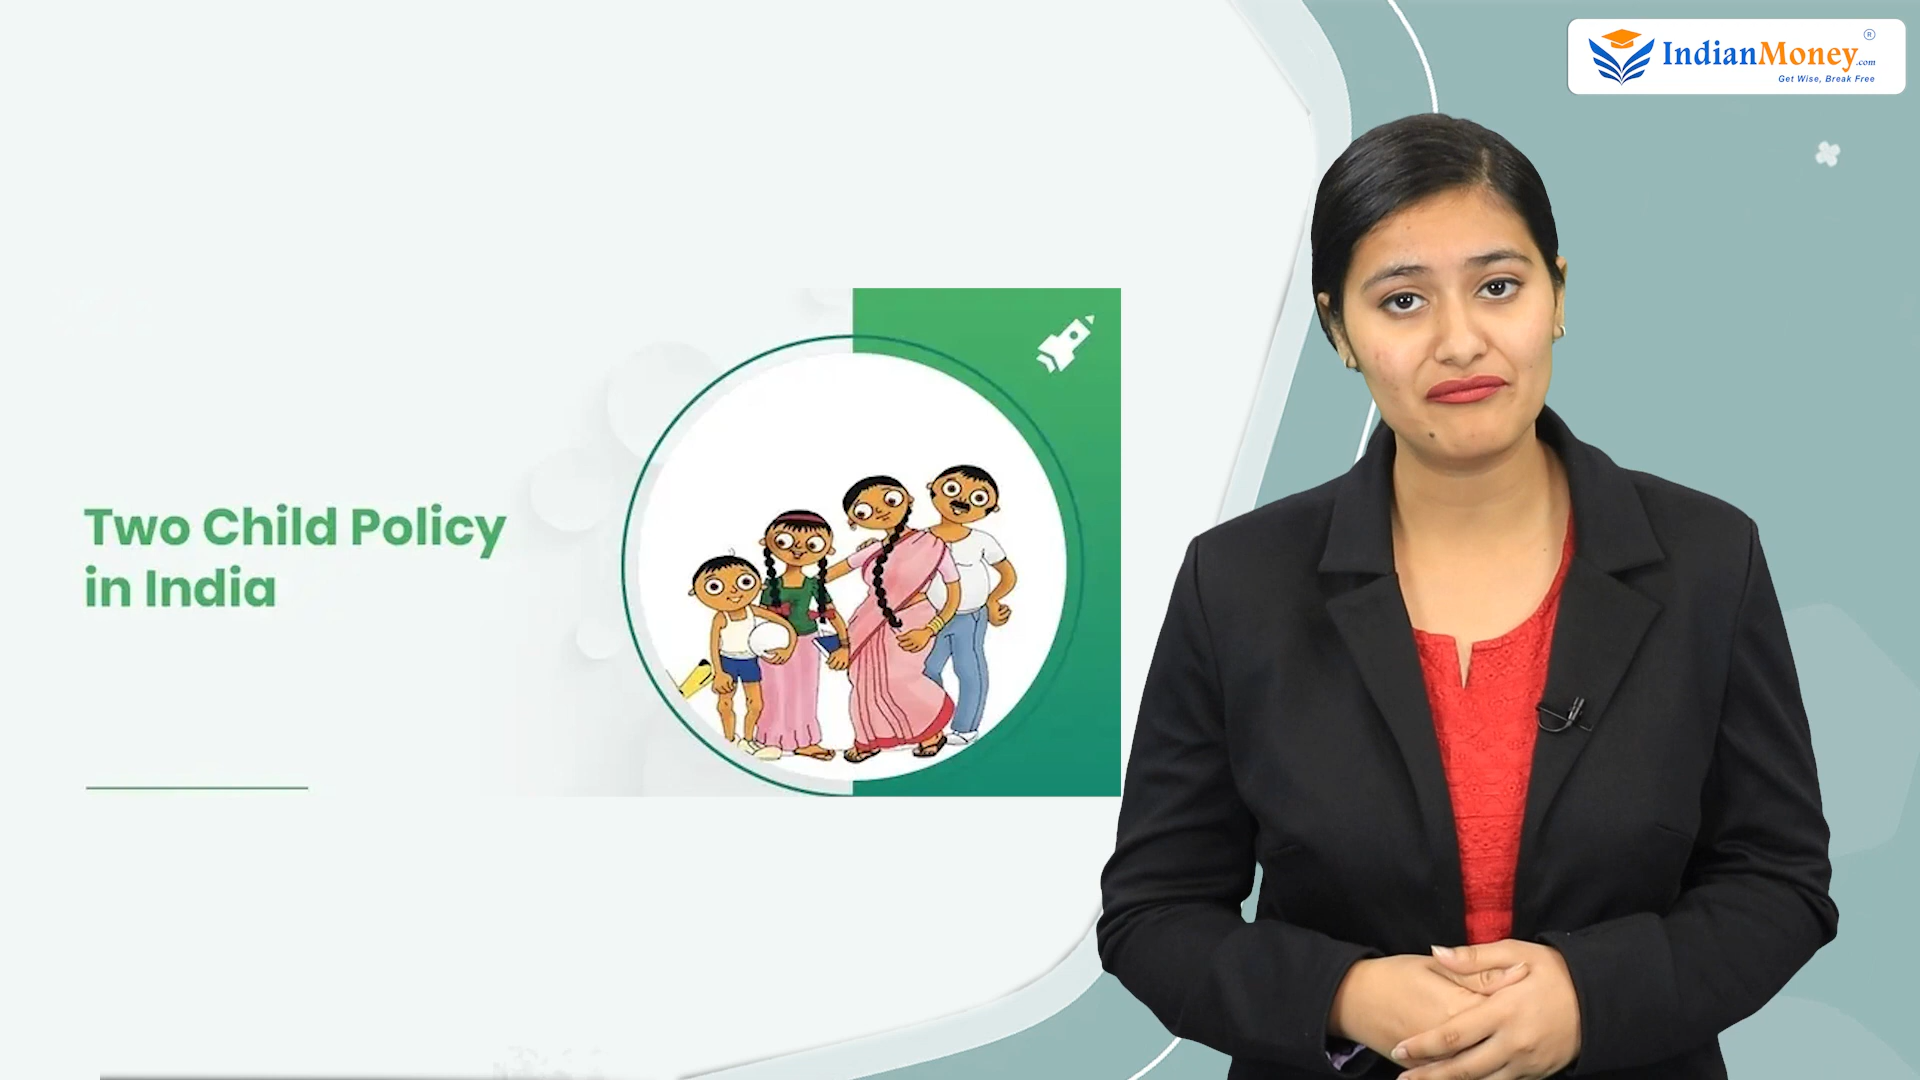 IndianMoney.com ®
Get Wise, Break Free
Two Child Policy
in India